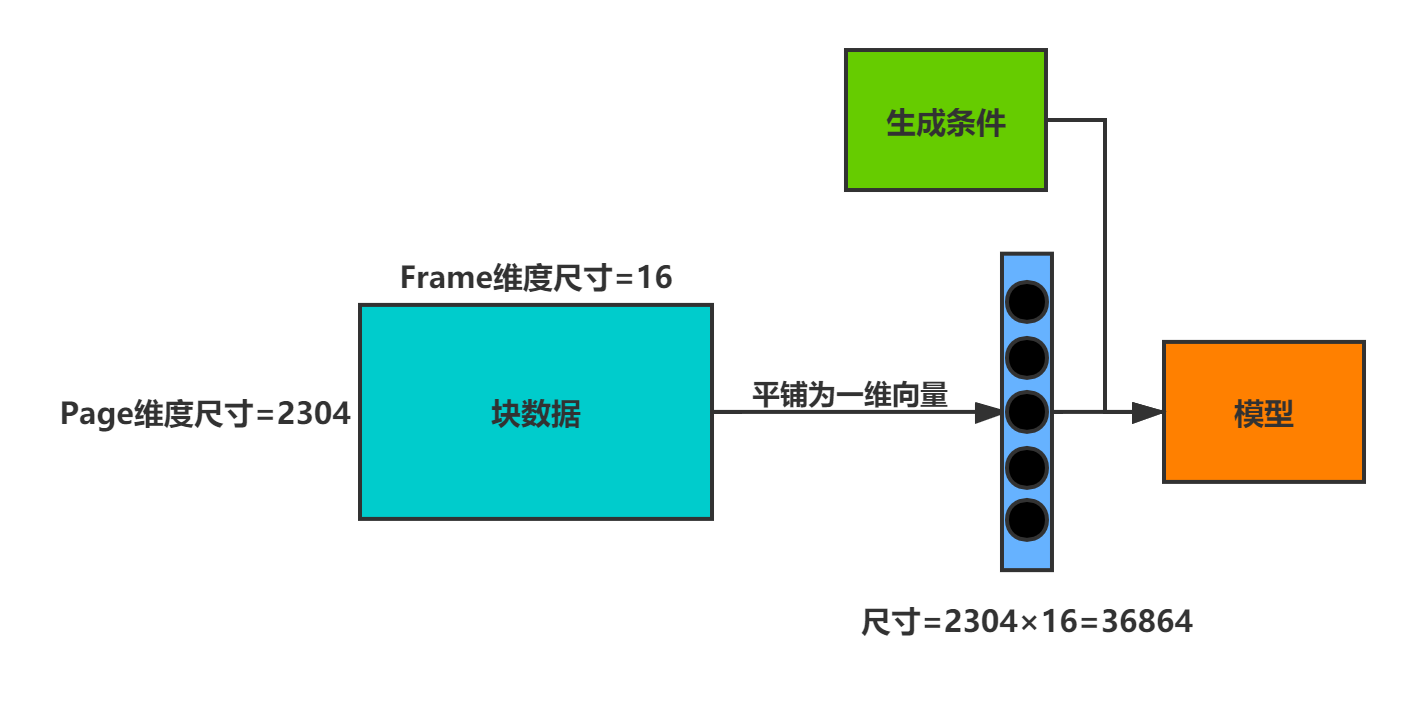 生成条件
Frame维度尺寸=16
Page维度尺寸=2304
块数据
平铺为一维向量
模型
尺寸=2304×16=36864